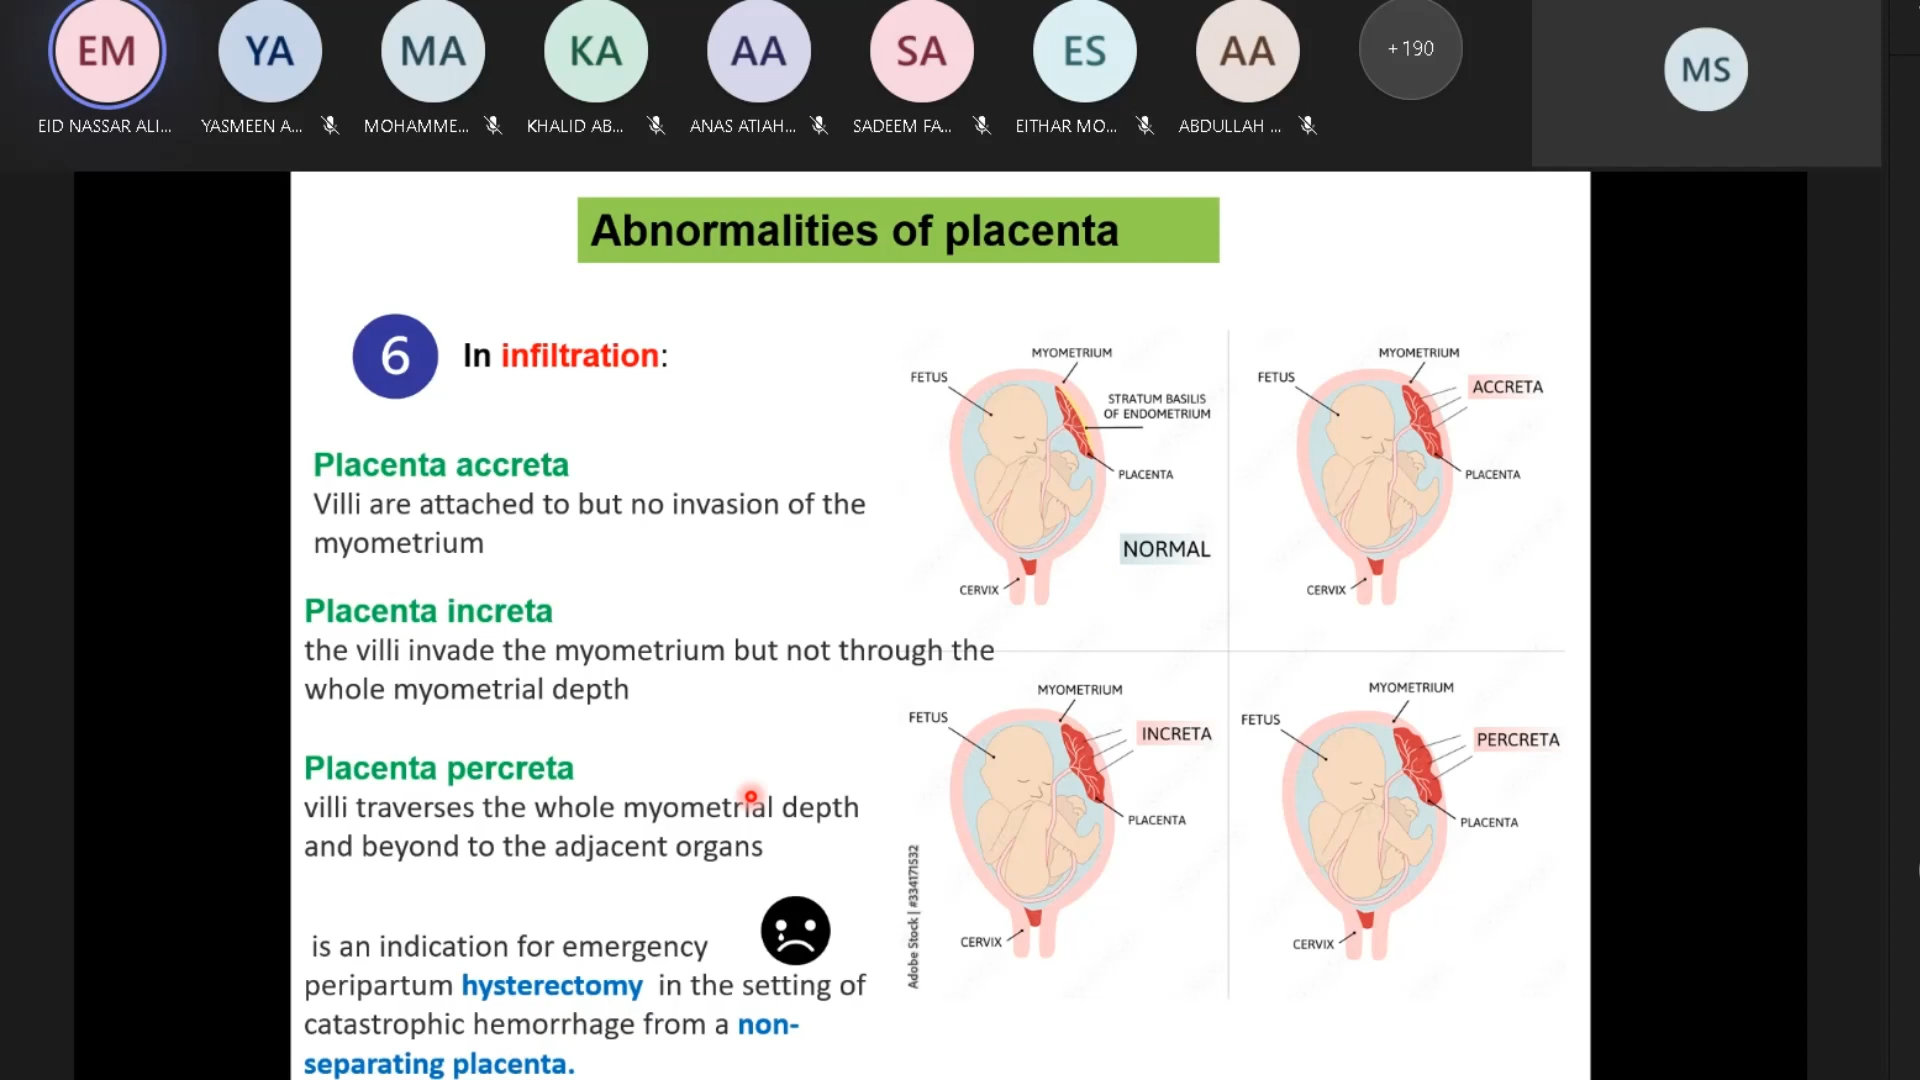 EM
YA
MA
KA
AA
SA
ES
AA
+190
MS
EID NASSAR ALI...
YASMEEN A...
MOHAMME...
KHALID AB...
ANAS ATIAH...
SADEEM FA...
EITHAR MO...
ABDULLAH ...
Abnormalities of placenta
6
In infiltration:
Placenta accreta
Villi are attached to but no invasion of the
myometrium
Placenta increta
the villi invade the myometrium but not through the
whole myometrial depth
Placenta percreta
villi traverses the whole myometrial depth
and beyond to the adjacent organs
is an indication for emergency
peripartum hysterectomy in the setting of
catastrophic hemorrhage from a non-
separating placenta.
MYOMETRIUM
FETUS
STRATUM BASILIS
OF ENDOMETRIUM
PLACENTA
NORMAL
CERVIX
MYOMETRIUM
FETUS
ACCRETA
PLACENTA
CERVIX
MYOMETRIUM
FETUS
INCRETA
PLACENTA
CERVIX
MYOMETRIUM
FETUS
PERCRETA
PLACENTA
CERVIX
Adobe Stock | #334171532